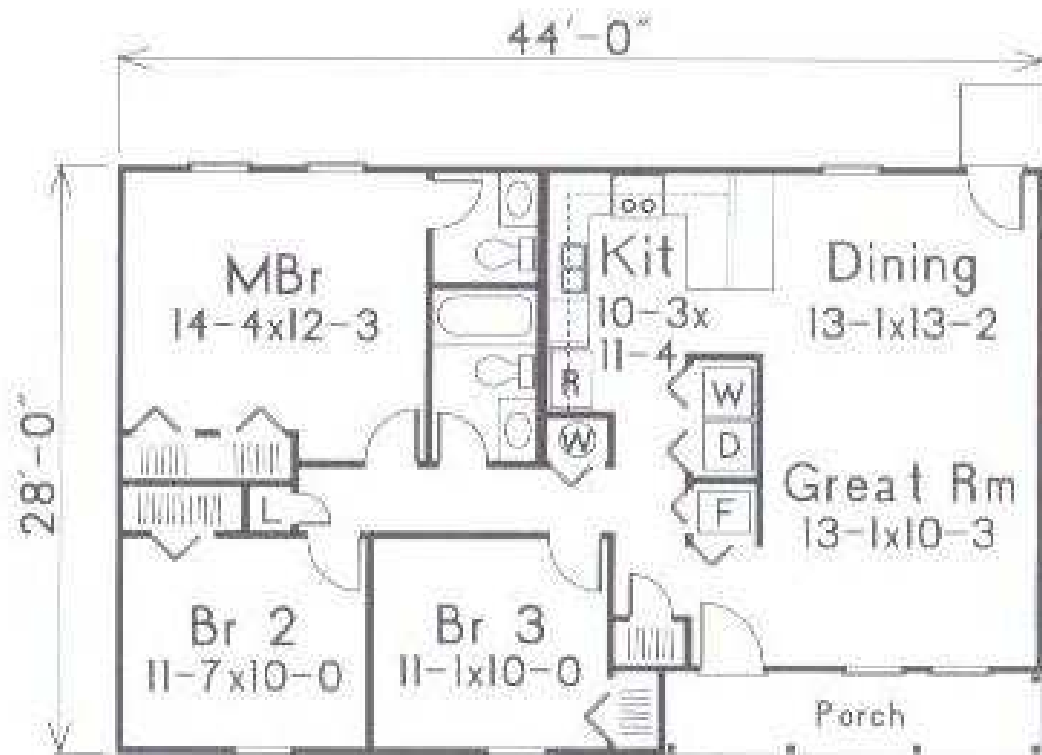 44'-0"
28'-0"
MBr
14-4x12-3
Kit
10-3x
11-4
Dining
13-1x13-2
R
W
W
D
F
L
Great Rm
13-1x10-3
Br 2
11-7x10-0
Br 3
11-1x10-0
Porch